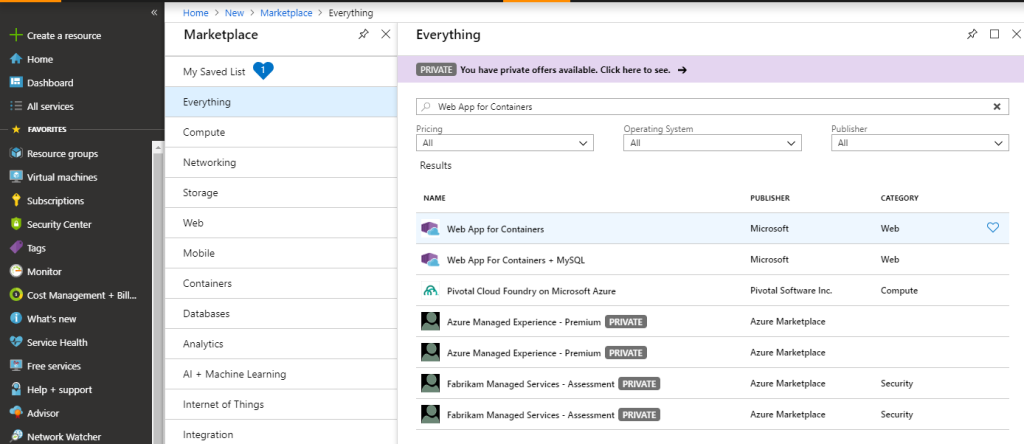 «
Create a resource
Home
Dashboard
All services
FAVORITES
Resource groups
Virtual machines
Subscriptions
Security Center
Tags
Monitor
Cost Management + Bill...
What's new
Service Health
Free services
Help + support
Advisor
Network Watcher
Home > New > Marketplace > Everything
Marketplace
My Saved List 1
Everything
Compute
Networking
Storage
Web
Mobile
Containers
Databases
Analytics
AI + Machine Learning
Internet of Things
Integration
Everything
PRIVATE You have private offers available. Click here to see. →
Web App for Containers
Pricing Operating System Publisher
All All All
Results
NAME PUBLISHER CATEGORY
Web App for Containers Microsoft Web
Web App For Containers + MySQL Microsoft Web
Pivotal Cloud Foundry on Microsoft Azure Pivotal Software Inc. Compute
Azure Managed Experience - Premium PRIVATE Azure Marketplace
Azure Managed Experience - Premium PRIVATE Azure Marketplace
Fabrikam Managed Services - Assessment PRIVATE Azure Marketplace Security
Fabrikam Managed Services - Assessment PRIVATE Azure Marketplace Security